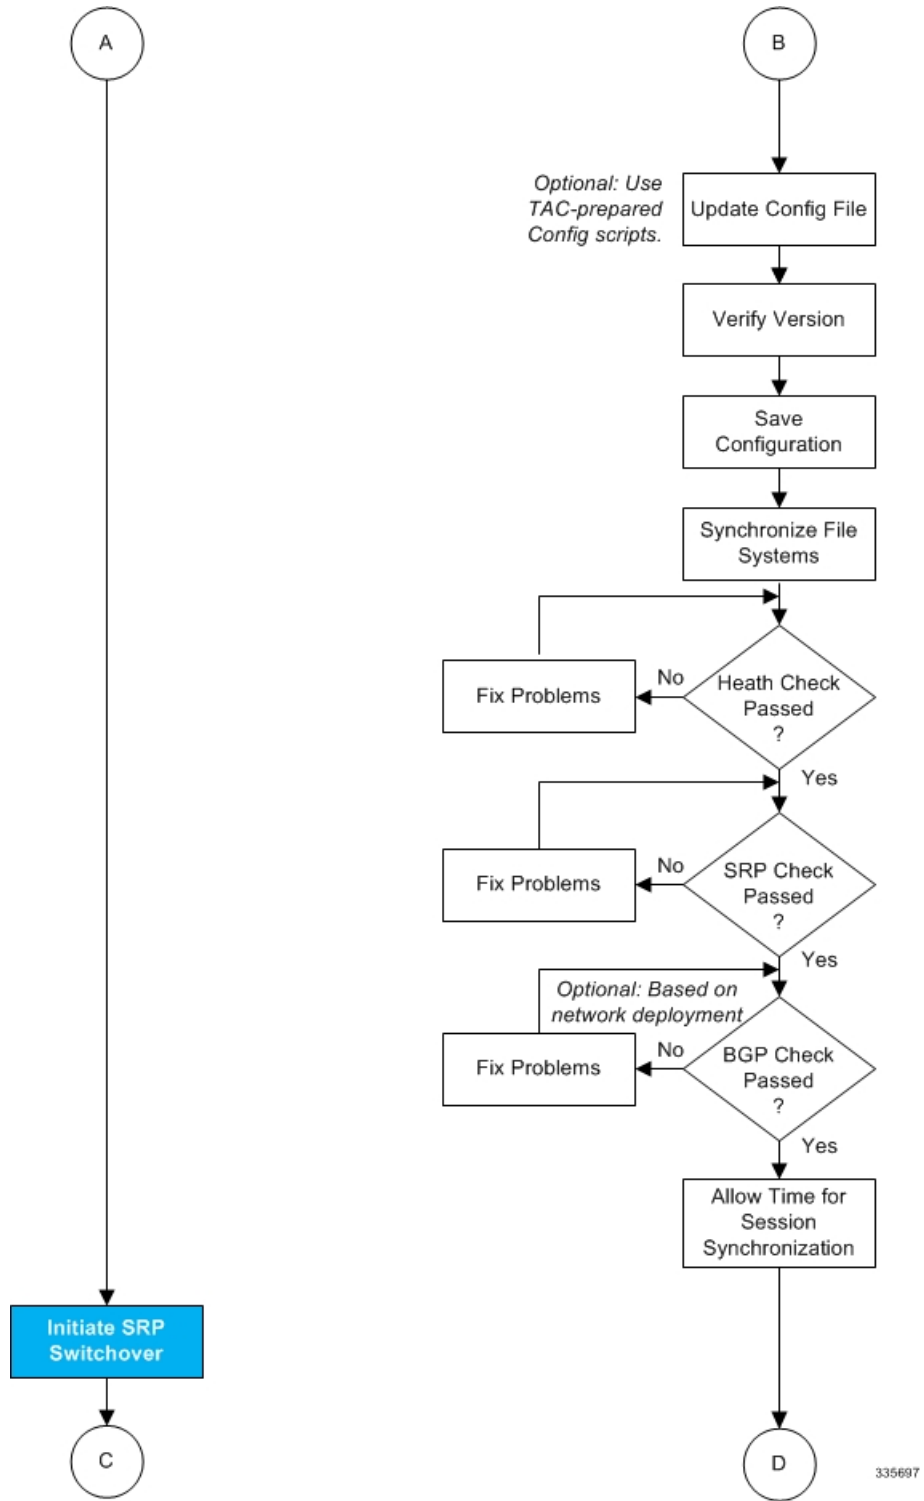 A
B
Optional: Use
TAC-prepared
Config scripts.
Update Config File
Verify Version
Save
Configuration
Synchronize File
Systems
Fix Problems
No
Heath Check
Passed
?
Yes
Fix Problems
No
SRP Check
Passed
?
Yes
Optional: Based on
network deployment
Fix Problems
No
BGP Check
Passed
?
Yes
Allow Time for
Session
Synchronization
Initiate SRP
Switchover
C
D
335697